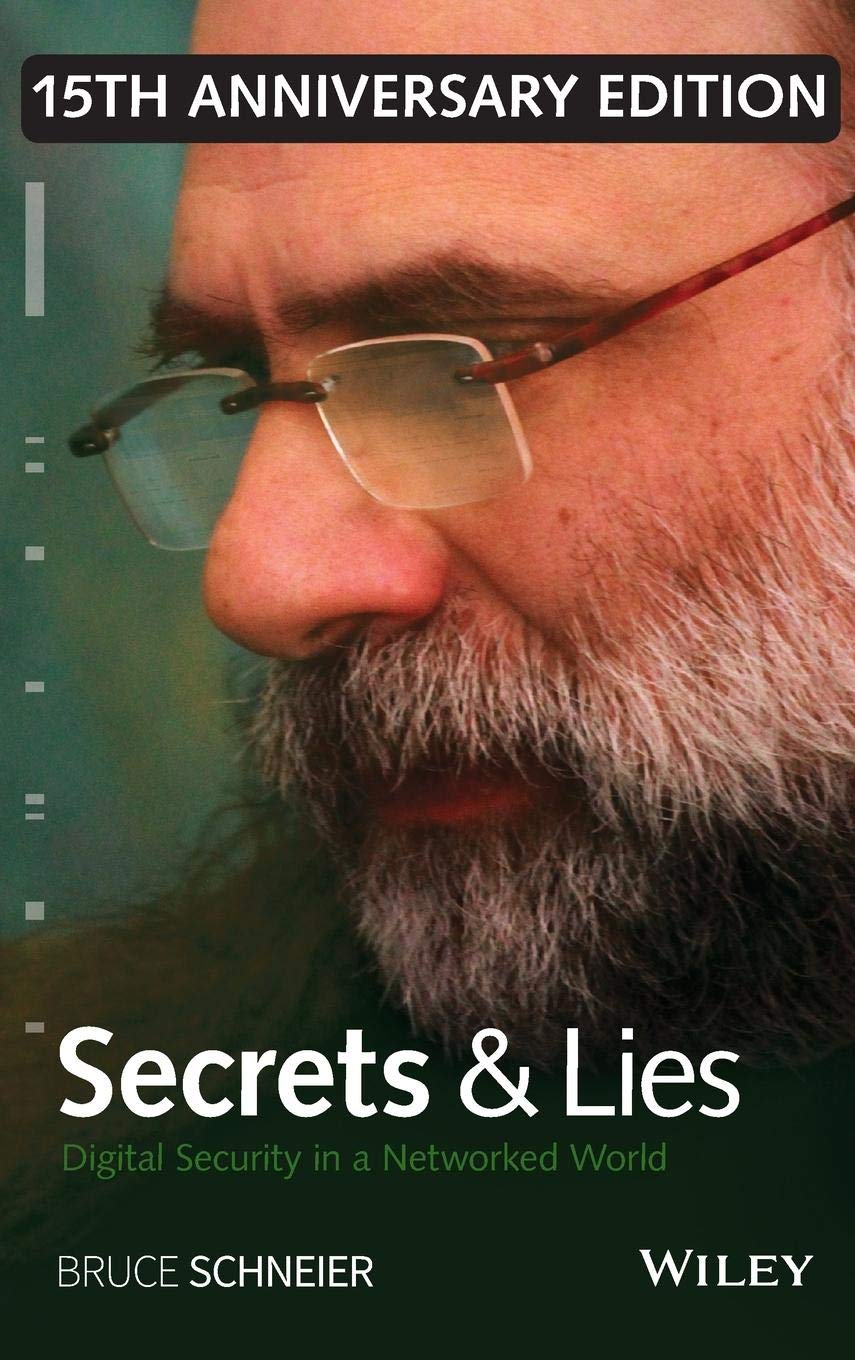 15TH ANNIVERSARY EDITION
Secrets & Lies
Digital Security in a Networked World
BRUCE SCHNEIER
WILEY